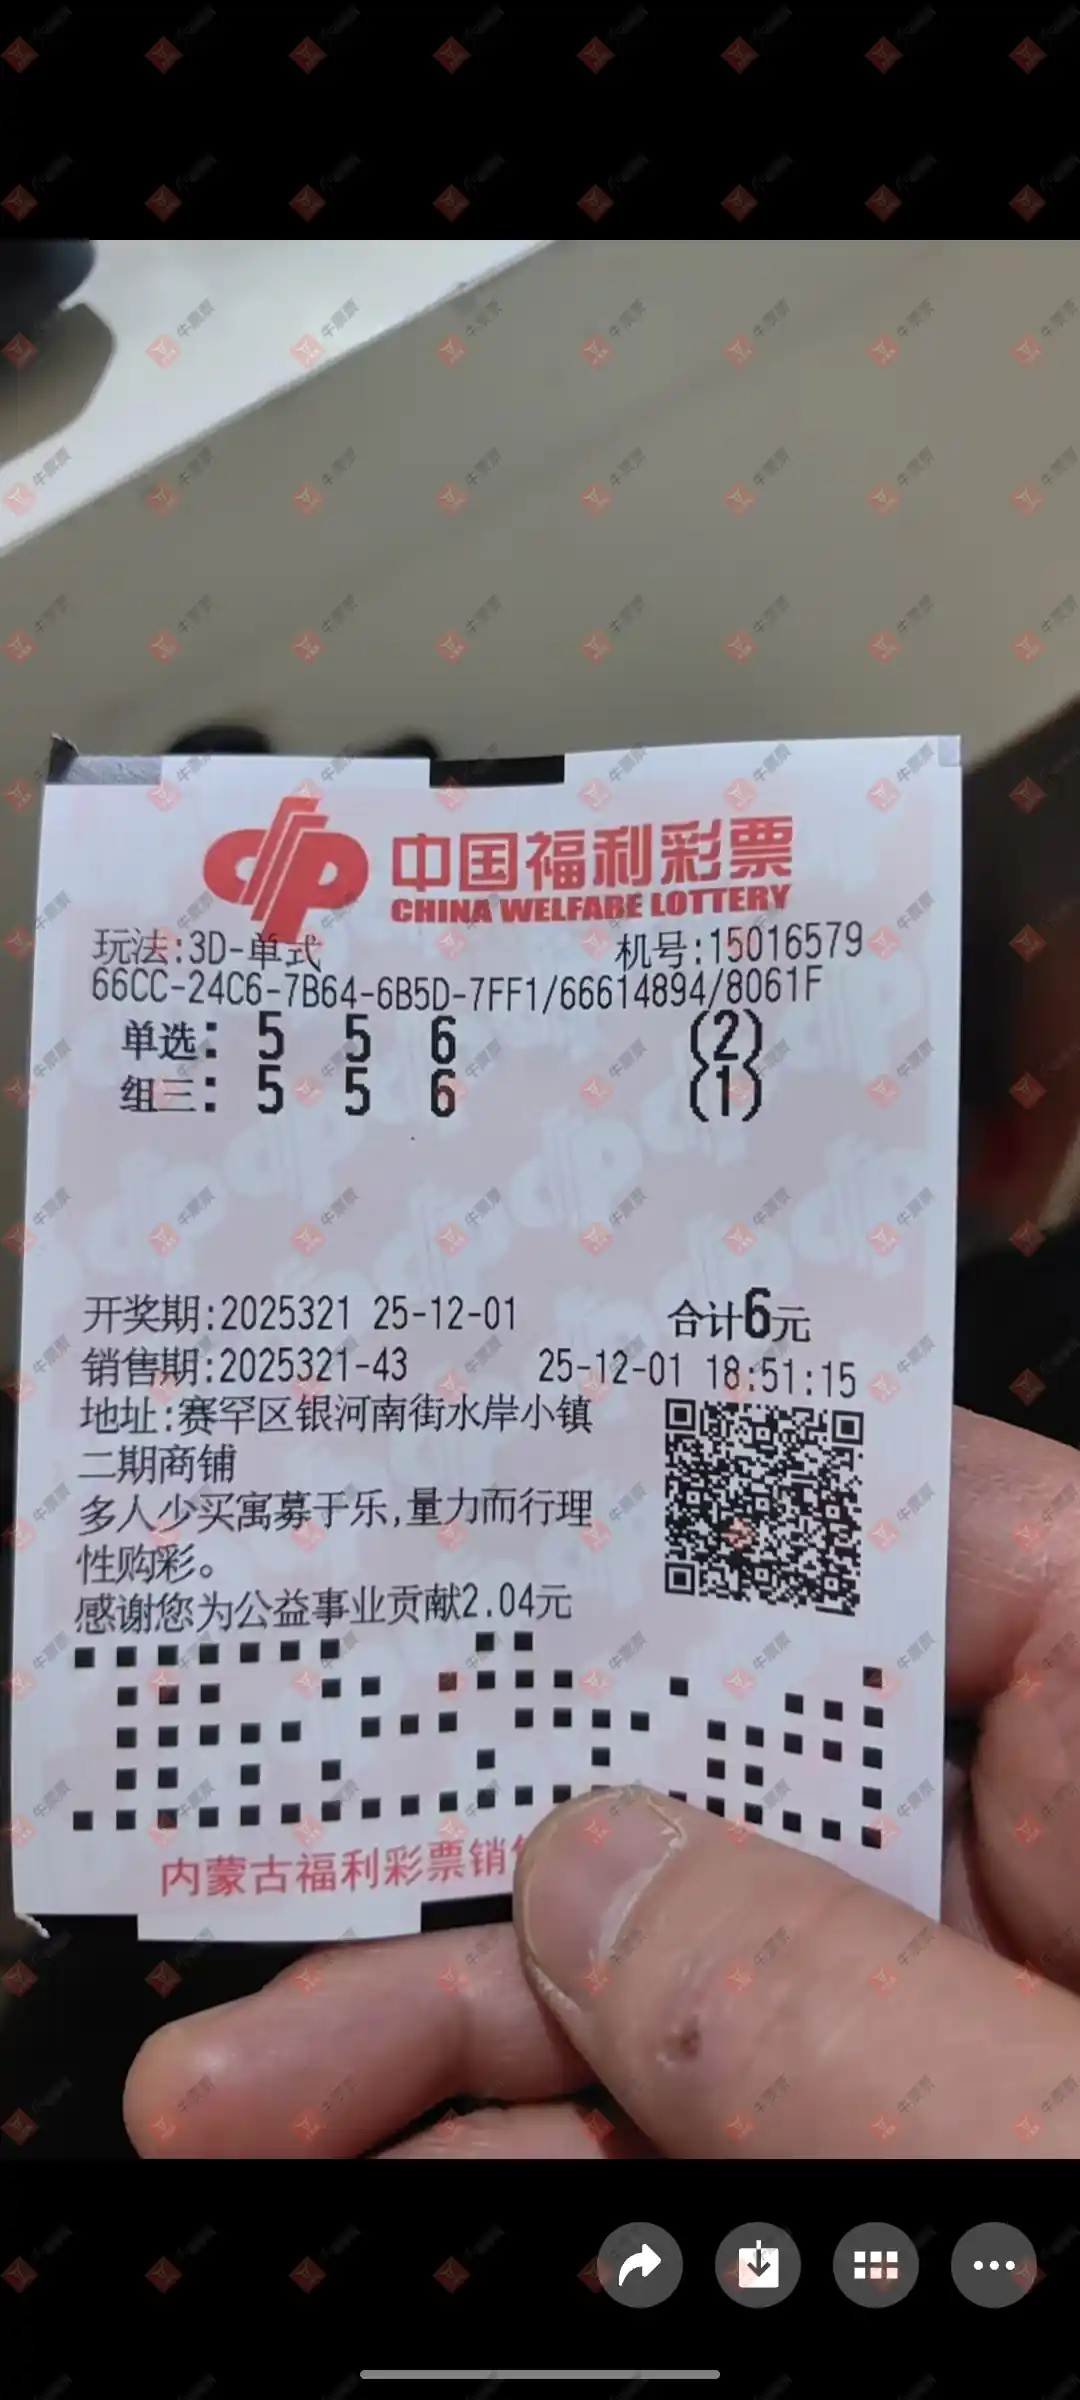 中国福利彩票
CHINA WELFARE LOTTERY
玩法:3D-单式 机号:15016579
66CC-24C6-7B64-6B5D-7FF1/66614894/8061F
单选: 5 5 6 (2)
组三: 5 5 6 (1)
开奖期:2025321 25-12-01 合计6元
销售期:2025321-43 25-12-01 18:51:15
地址:赛罕区银河南街水岸小镇
二期商铺
多人少买寓募于乐,量力而行理
性购彩。
感谢您为公益事业贡献2.04元
内蒙古福利彩票销
牛票票